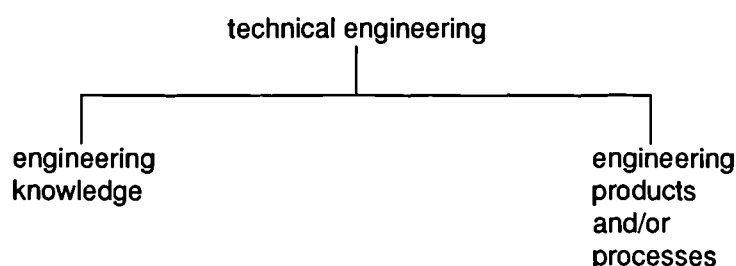 technical engineering
engineering
knowledge
engineering
products
and/or
processes